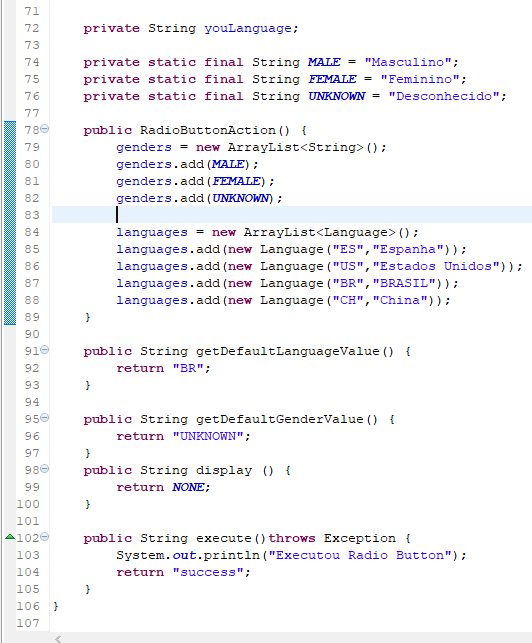 71
72 private String youLanguage;
73
74 private static final String MALE = "Masculino";
75 private static final String FEMALE = "Feminino";
76 private static final String UNKNOWN = "Desconhecido";
77
78 public RadioButtonAction() {
79 genders = new ArrayList<String>();
80 genders.add(MALE);
81 genders.add(FEMALE);
82 genders.add(UNKNOWN);
83
84 languages = new ArrayList<Language>();
85 languages.add(new Language("ES","Espanha"));
86 languages.add(new Language("US","Estados Unidos"));
87 languages.add(new Language("BR","BRASIL"));
88 languages.add(new Language("CH","China"));
89 }
90
91 public String getDefaultLanguageValue() {
92 return "BR";
93 }
94
95 public String getDefaultGenderValue() {
96 return "UNKNOWN";
97 }
98 public String display () {
99 return NONE;
100 }
101
102 public String execute()throws Exception {
103 System.out.println("Executou Radio Button");
104 return "success";
105 }
106 }
107